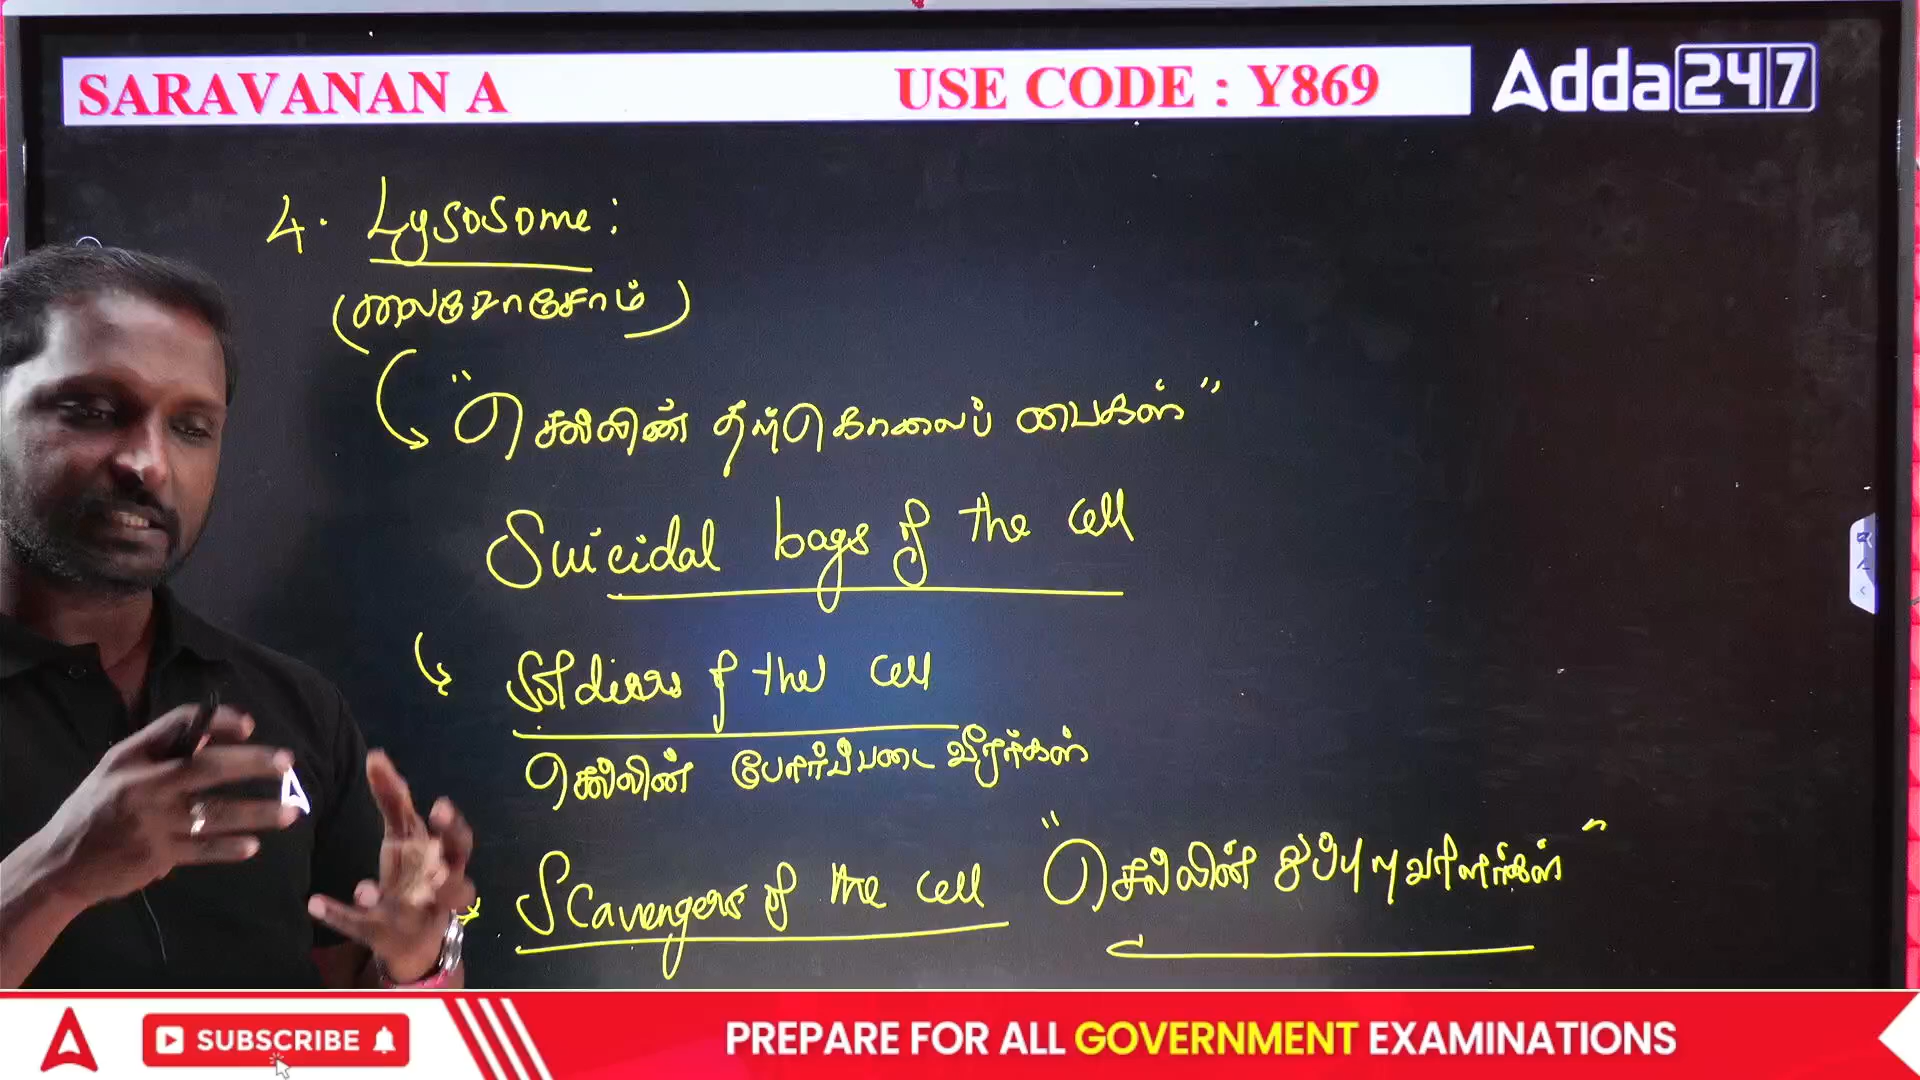 SARAVANAN A USE CODE : Y869 Adda247
4. Lysosome :
(லைசோசோம்)
"செல்லின் தற்கொலைப் பைகள்"
Suicidal bags of the cell
Soldiers of the cell
செல்லின் போர்ப்படை வீரர்கள்
Scavengers of the cell "செல்லின் துப்புறவாளர்கள்"
SUBSCRIBE PREPARE FOR ALL GOVERNMENT EXAMINATIONS